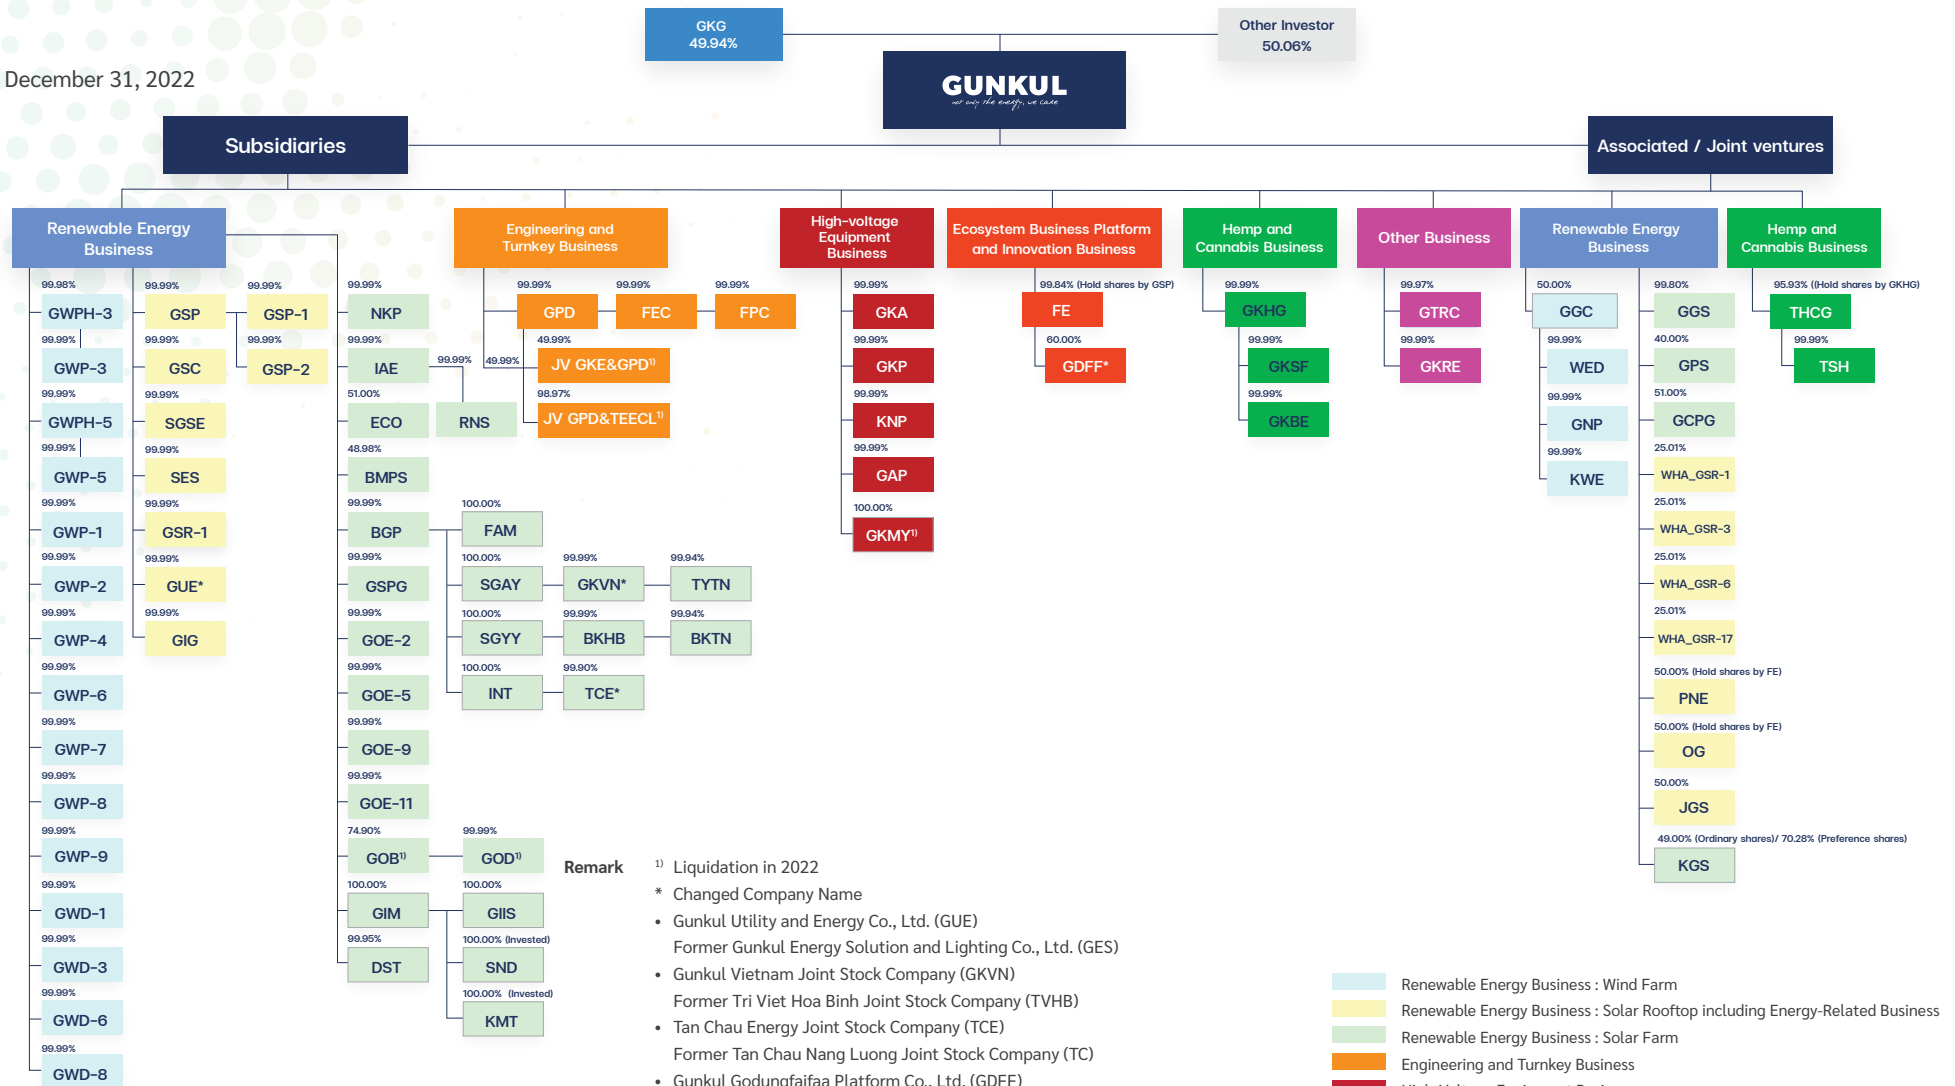 GKG
49.94%
Other Investor
50.06%
December 31, 2022
GUNKUL
not only the energy, we care
Subsidiaries
Associated / Joint ventures
Renewable Energy
Business
99.98%
GWPH-3
99.99%
GWP-3
99.99%
GWPH-5
99.99%
GWP-5
99.99%
GWP-1
99.99%
GWP-2
99.99%
GWP-4
99.99%
GWP-6
99.99%
GWP-7
99.99%
GWP-8
99.99%
GWP-9
99.99%
GWD-1
99.99%
GWD-3
99.99%
GWD-6
99.99%
GWD-8
99.99%
GSP
99.99%
GSC
99.99%
SGSE
99.99%
SES
99.99%
GSR-1
99.99%
GUE*
99.99%
GIG
99.99%
GSP-1
99.99%
GSP-2
99.99%
NKP
99.99%
IAE
99.99%
RNS
51.00%
ECO
48.98%
BMPS
99.99%
BGP
99.99%
GSPG
99.99%
GOE-2
99.99%
GOE-5
99.99%
GOE-9
99.99%
GOE-11
74.90%
GOB1)
99.99%
GOD1)
100.00%
GIM
99.95%
DST
100.00%
GIIS
100.00% (Invested)
SND
100.00% (Invested)
KMT
100.00%
FAM
100.00%
SGAY
99.99%
GKVN*
99.94%
TYTN
100.00%
SGYY
99.99%
BKHB
99.94%
BKTN
100.00%
INT
99.90%
TCE*
Engineering and
Turnkey Business
99.99%
GPD
99.99%
FEC
99.99%
FPC
49.99%
49.99%
JV GKE&GPD1)
98.97%
JV GPD&TEECL1)
High-voltage
Equipment
Business
99.99%
GKA
99.99%
GKP
99.99%
KNP
99.99%
GAP
100.00%
GKMY1)
Ecosystem Business Platform
and Innovation Business
99.84% (Hold shares by GSP)
FE
60.00%
GDFF*
Hemp and
Cannabis Business
99.99%
GKHG
99.99%
GKSF
99.99%
GKBE
Other Business
99.97%
GTRC
99.99%
GKRE
Renewable Energy
Business
50.00%
GGC
99.99%
WED
99.99%
GNP
99.99%
KWE
99.80%
GGS
40.00%
GPS
51.00%
GCPG
25.01%
WHA_GSR-1
25.01%
WHA_GSR-3
25.01%
WHA_GSR-6
25.01%
WHA_GSR-17
50.00% (Hold shares by FE)
PNE
50.00% (Hold shares by FE)
OG
50.00%
JGS
49.00% (Ordinary shares)/ 70.28% (Preference shares)
KGS
Hemp and
Cannabis Business
95.93% ((Hold shares by GKHG)
THCG
99.99%
TSH
Remark
1) Liquidation in 2022
* Changed Company Name
• Gunkul Utility and Energy Co., Ltd. (GUE)
Former Gunkul Energy Solution and Lighting Co., Ltd. (GES)
• Gunkul Vietnam Joint Stock Company (GKVN)
Former Tri Viet Hoa Binh Joint Stock Company (TVHB)
• Tan Chau Energy Joint Stock Company (TCE)
Former Tan Chau Nang Luong Joint Stock Company (TC)
• Gunkul Godungfaifaa Platform Co., Ltd. (GDFF)
Renewable Energy Business : Wind Farm
Renewable Energy Business : Solar Rooftop including Energy-Related Business
Renewable Energy Business : Solar Farm
Engineering and Turnkey Business